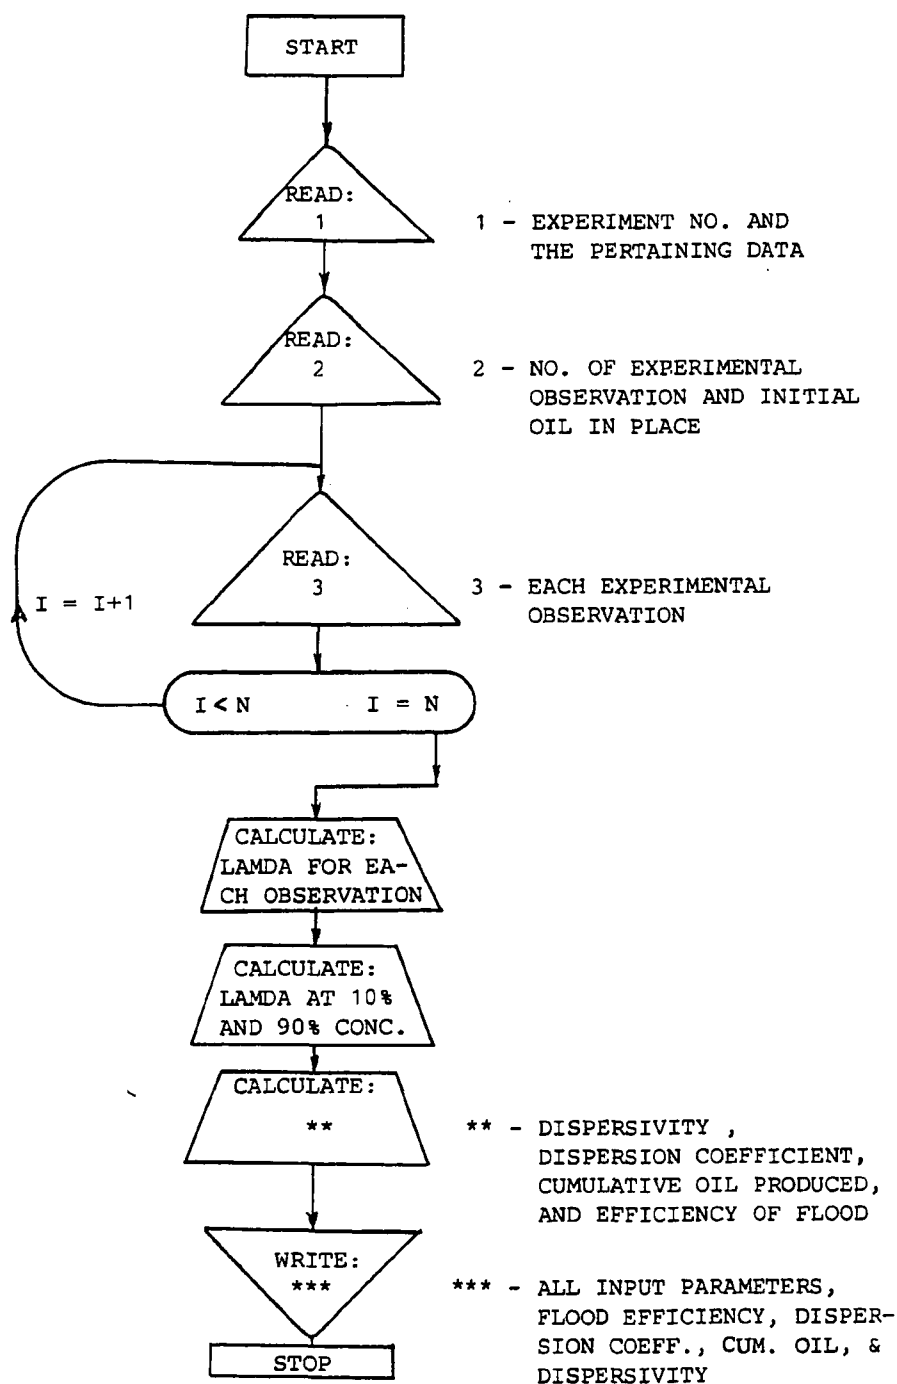 START
READ:
1
1 - EXPERIMENT NO. AND
THE PERTAINING DATA
READ:
2
2 - NO. OF EXPERIMENTAL
OBSERVATION AND INITIAL
OIL IN PLACE
READ:
3
3 - EACH EXPERIMENTAL
OBSERVATION
I = I+1
I < N I = N
CALCULATE:
LAMDA FOR EA-
CH OBSERVATION
CALCULATE:
LAMDA AT 10%
AND 90% CONC.
CALCULATE:
**
** - DISPERSIVITY ,
DISPERSION COEFFICIENT,
CUMULATIVE OIL PRODUCED,
AND EFFICIENCY OF FLOOD
WRITE:
***
*** - ALL INPUT PARAMETERS,
FLOOD EFFICIENCY, DISPER-
SION COEFF., CUM. OIL, &
DISPERSIVITY
STOP